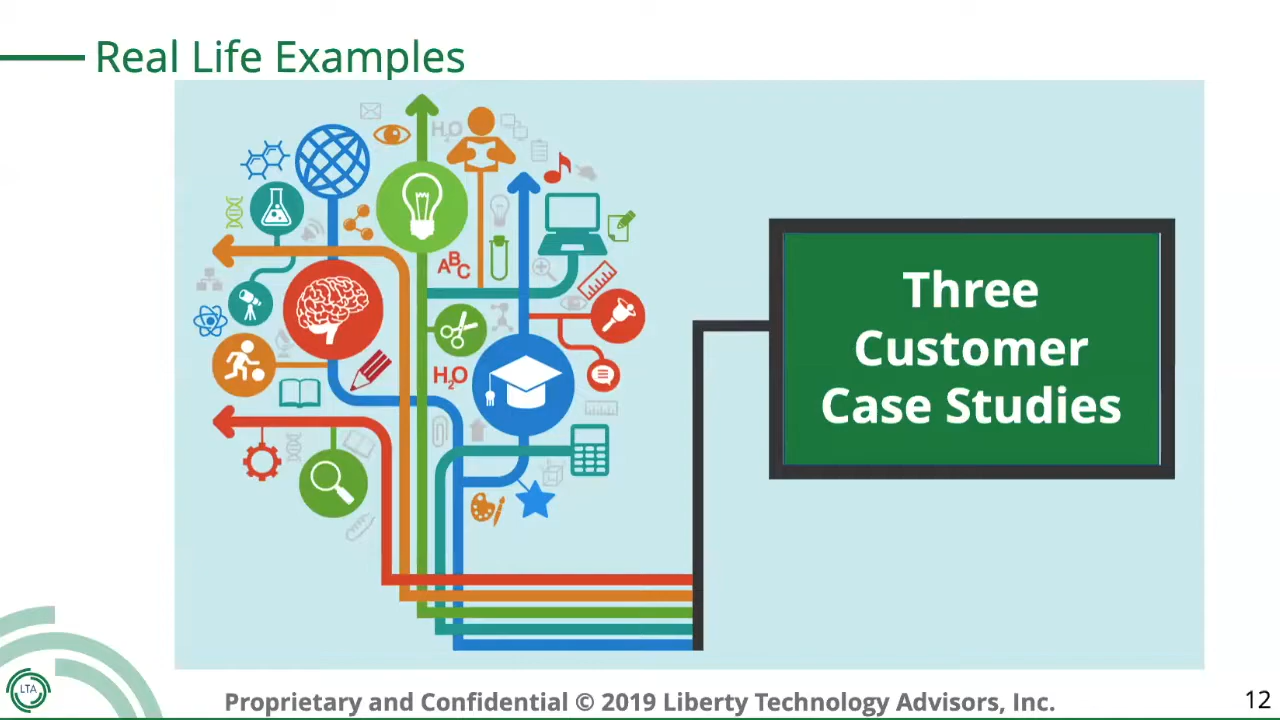 Real Life Examples
H₂O
ABC
H₂O
Three
Customer
Case Studies
LTA
Proprietary and Confidential © 2019 Liberty Technology Advisors, Inc.
12